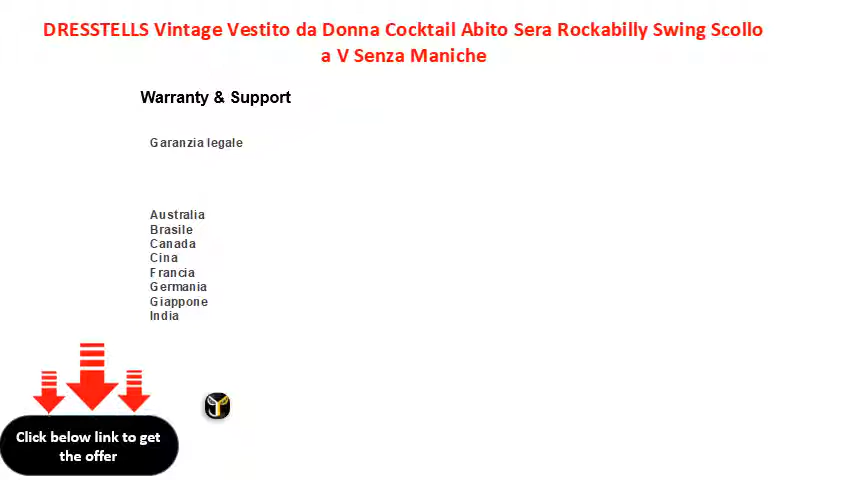 DRESSTELLS Vintage Vestito da Donna Cocktail Abito Sera Rockabilly Swing Scollo
a V Senza Maniche
Warranty & Support
Garanzia legale
Australia
Brasile
Canada
Cina
Francia
Germania
Giappone
India
Click below link to get
the offer